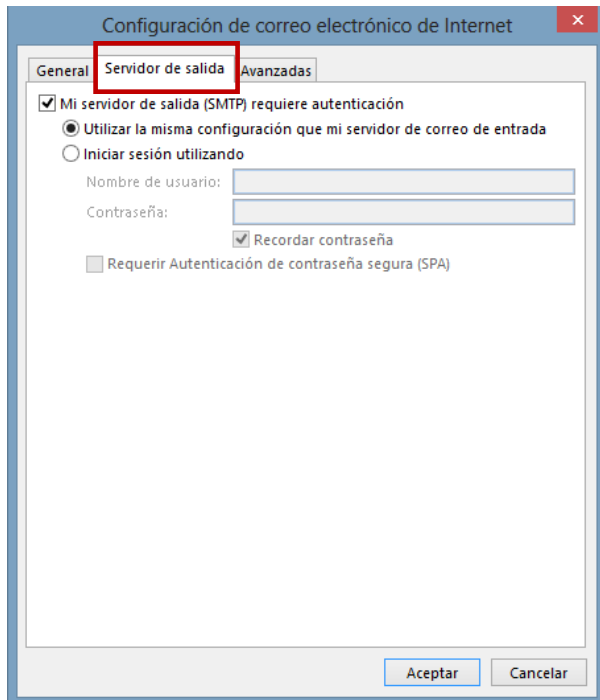 Configuración de correo electrónico de Internet
General Servidor de salida Avanzadas
Mi servidor de salida (SMTP) requiere autenticación
Utilizar la misma configuración que mi servidor de correo de entrada
Iniciar sesión utilizando
Nombre de usuario:
Contraseña:
Recordar contraseña
Requerir Autenticación de contraseña segura (SPA)
Aceptar Cancelar